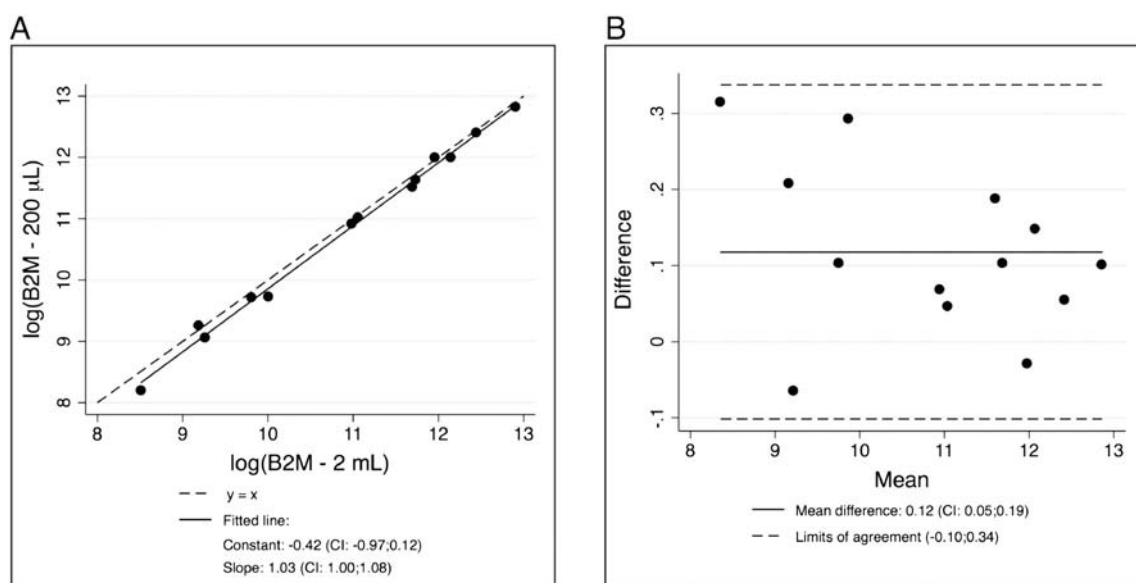 A
log(B2M - 200 µL)
13
12
11
10
9
8
8 9 10 11 12 13
log(B2M - 2 mL)
y = x
Fitted line:
Constant: -0.42 (CI: -0.97;0.12)
Slope: 1.03 (CI: 1.00;1.08)
B
Difference
.3
.2
.1
0
-.1
8 9 10 11 12 13
Mean
Mean difference: 0.12 (CI: 0.05;0.19)
Limits of agreement (-0.10;0.34)